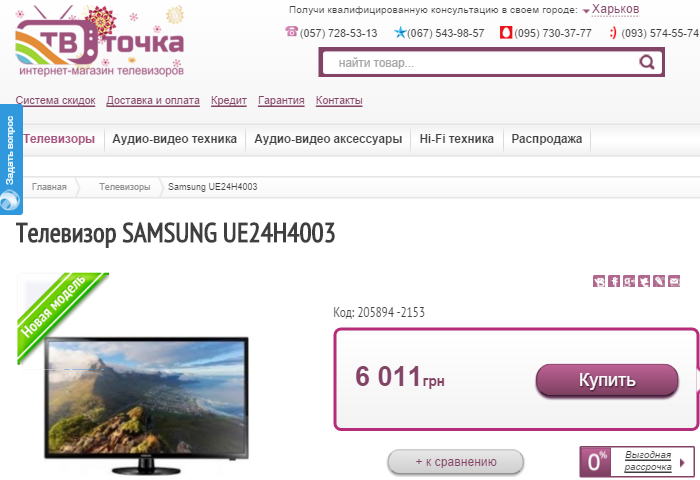 Получи квалифицированную консультацию в своем городе: Харьков
ТВ точка
интернет-магазин телевизоров
(057) 728-53-13 (067) 543-98-57 (095) 730-37-77 (093) 574-55-74
найти товар...
Система скидок Доставка и оплата Кредит Гарантия Контакты
Задать вопрос
Телевизоры Аудио-видео техника Аудио-видео аксессуары Hi-Fi техника Распродажа
Главная Телевизоры Samsung UE24H4003
Телевизор SAMSUNG UE24H4003
Новая модель
Код: 205894 -2153
6 011грн
Купить
+ к сравнению
0% Выгодная
рассрочка